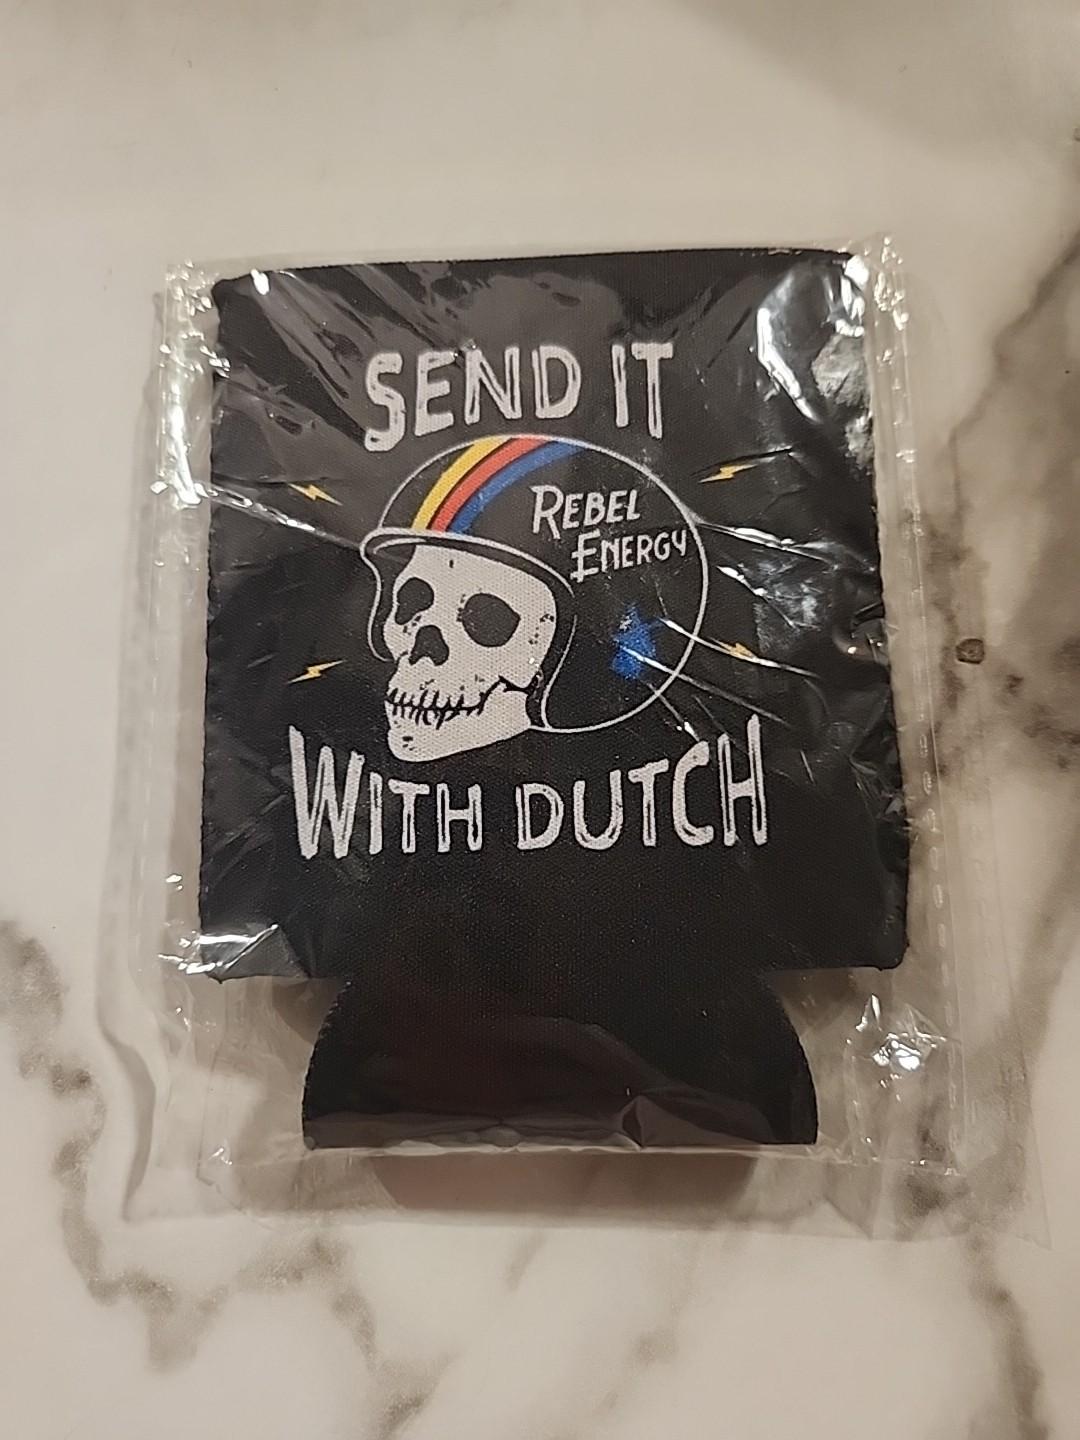 SEND IT
REBEL
ENERGY
WITH DUTCH